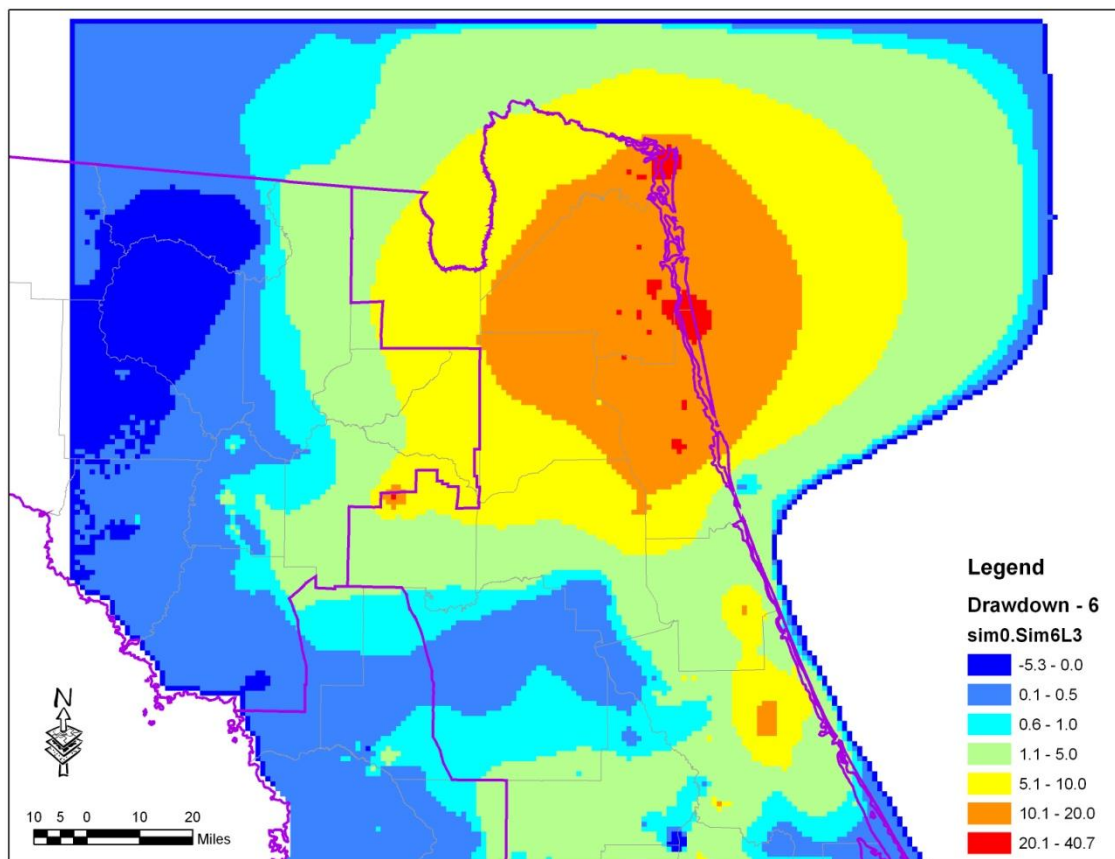 Legend
Drawdown - 6
sim0.Sim6L3
-5.3 - 0.0
0.1 - 0.5
0.6 - 1.0
1.1 - 5.0
5.1 - 10.0
10.1 - 20.0
20.1 - 40.7
N
10 5 0 10 20
Miles